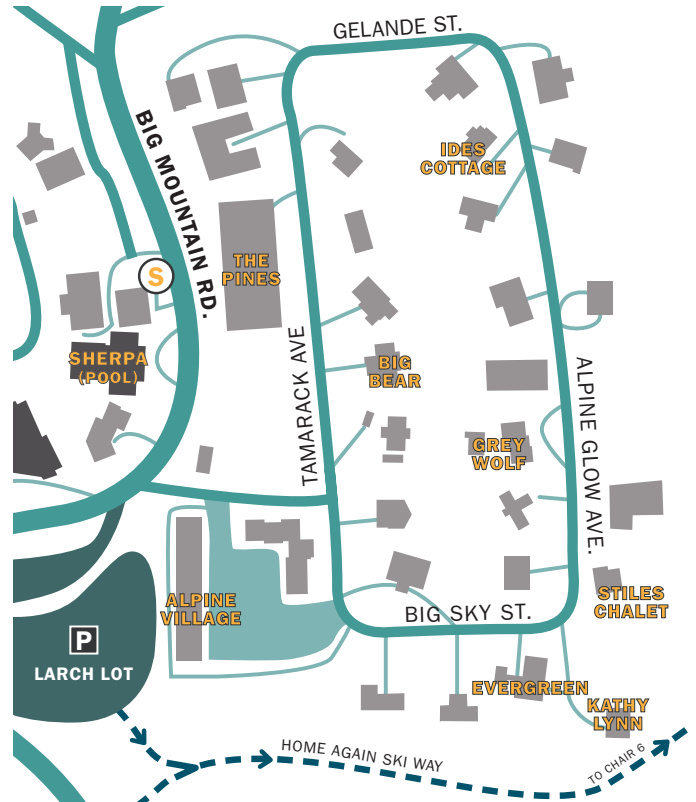 GELANDE ST.
BIG MOUNTAIN RD.
IDES
COTTAGE
THE
PINES
S
SHERPA
(POOL)
TAMARACK AVE
BIG
BEAR
ALPINE GLOW AVE.
GREY
WOLF
ALPINE
VILLAGE
BIG SKY ST.
STILES
CHALET
P
LARCH LOT
EVERGREEN
KATHY
LYNN
HOME AGAIN SKI WAY
TO CHAIR 6